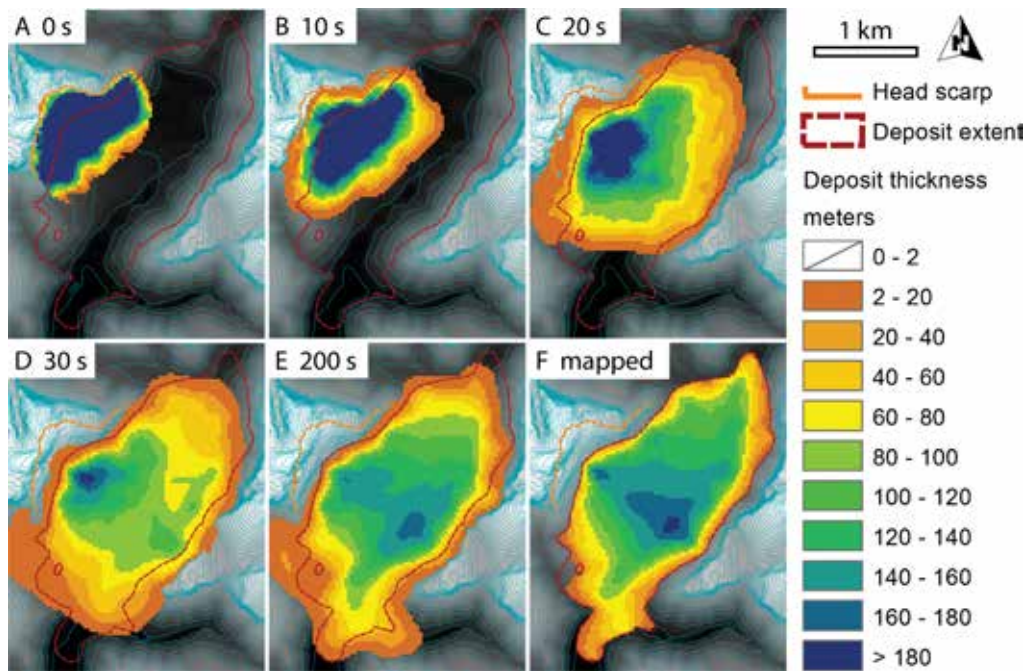 A 0 s
B 10 s
C 20 s
D 30 s
E 200 s
F mapped
1 km
N
Head scarp
Deposit extent
Deposit thickness
meters
0 - 2
2 - 20
20 - 40
40 - 60
60 - 80
80 - 100
100 - 120
120 - 140
140 - 160
160 - 180
> 180